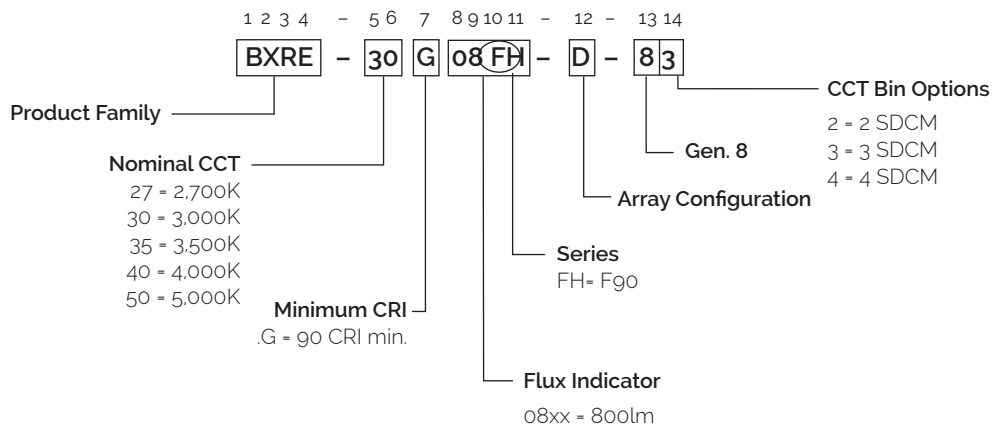 1 2 3 4 - 5 6 7 8 9 10 11 - 12 - 13 14
BXRE - 30 G 08 FH - D - 8 3
Product Family
Nominal CCT
27 = 2,700K
30 = 3,000K
35 = 3,500K
40 = 4,000K
50 = 5,000K
Minimum CRI
.G = 90 CRI min.
Flux Indicator
08xx = 800lm
Series
FH= F90
Array Configuration
Gen. 8
CCT Bin Options
2 = 2 SDCM
3 = 3 SDCM
4 = 4 SDCM